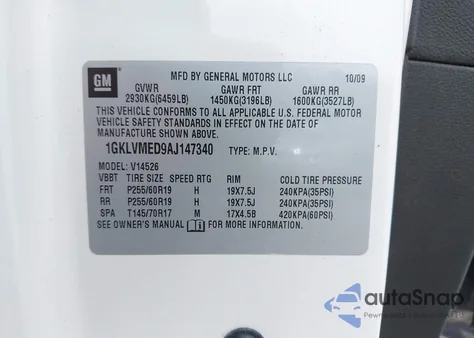 GM
MFD BY GENERAL MOTORS LLC 10/09
GVWR GAWR FRT GAWR RR
2930KG(6459LB) 1450KG(3196LB) 1600KG(3527LB)
THIS VEHICLE CONFORMS TO ALL APPLICABLE U.S. FEDERAL MOTOR
VEHICLE SAFETY STANDARDS IN EFFECT ON THE DATE OF
MANUFACTURE SHOWN ABOVE.
1GKLVMED9AJ147340 TYPE: M.P.V.
MODEL: V14526
VBBT TIRE SIZE SPEED RTG RIM COLD TIRE PRESSURE
FRT P255/60R19 H 19X7.5J 240KPA(35PSI)
RR P255/60R19 H 19X7.5J 240KPA(35PSI)
SPA T145/70R17 M 17X4.5B 420KPA(60PSI)
SEE OWNER'S MANUAL FOR MORE INFORMATION.
autoSnap